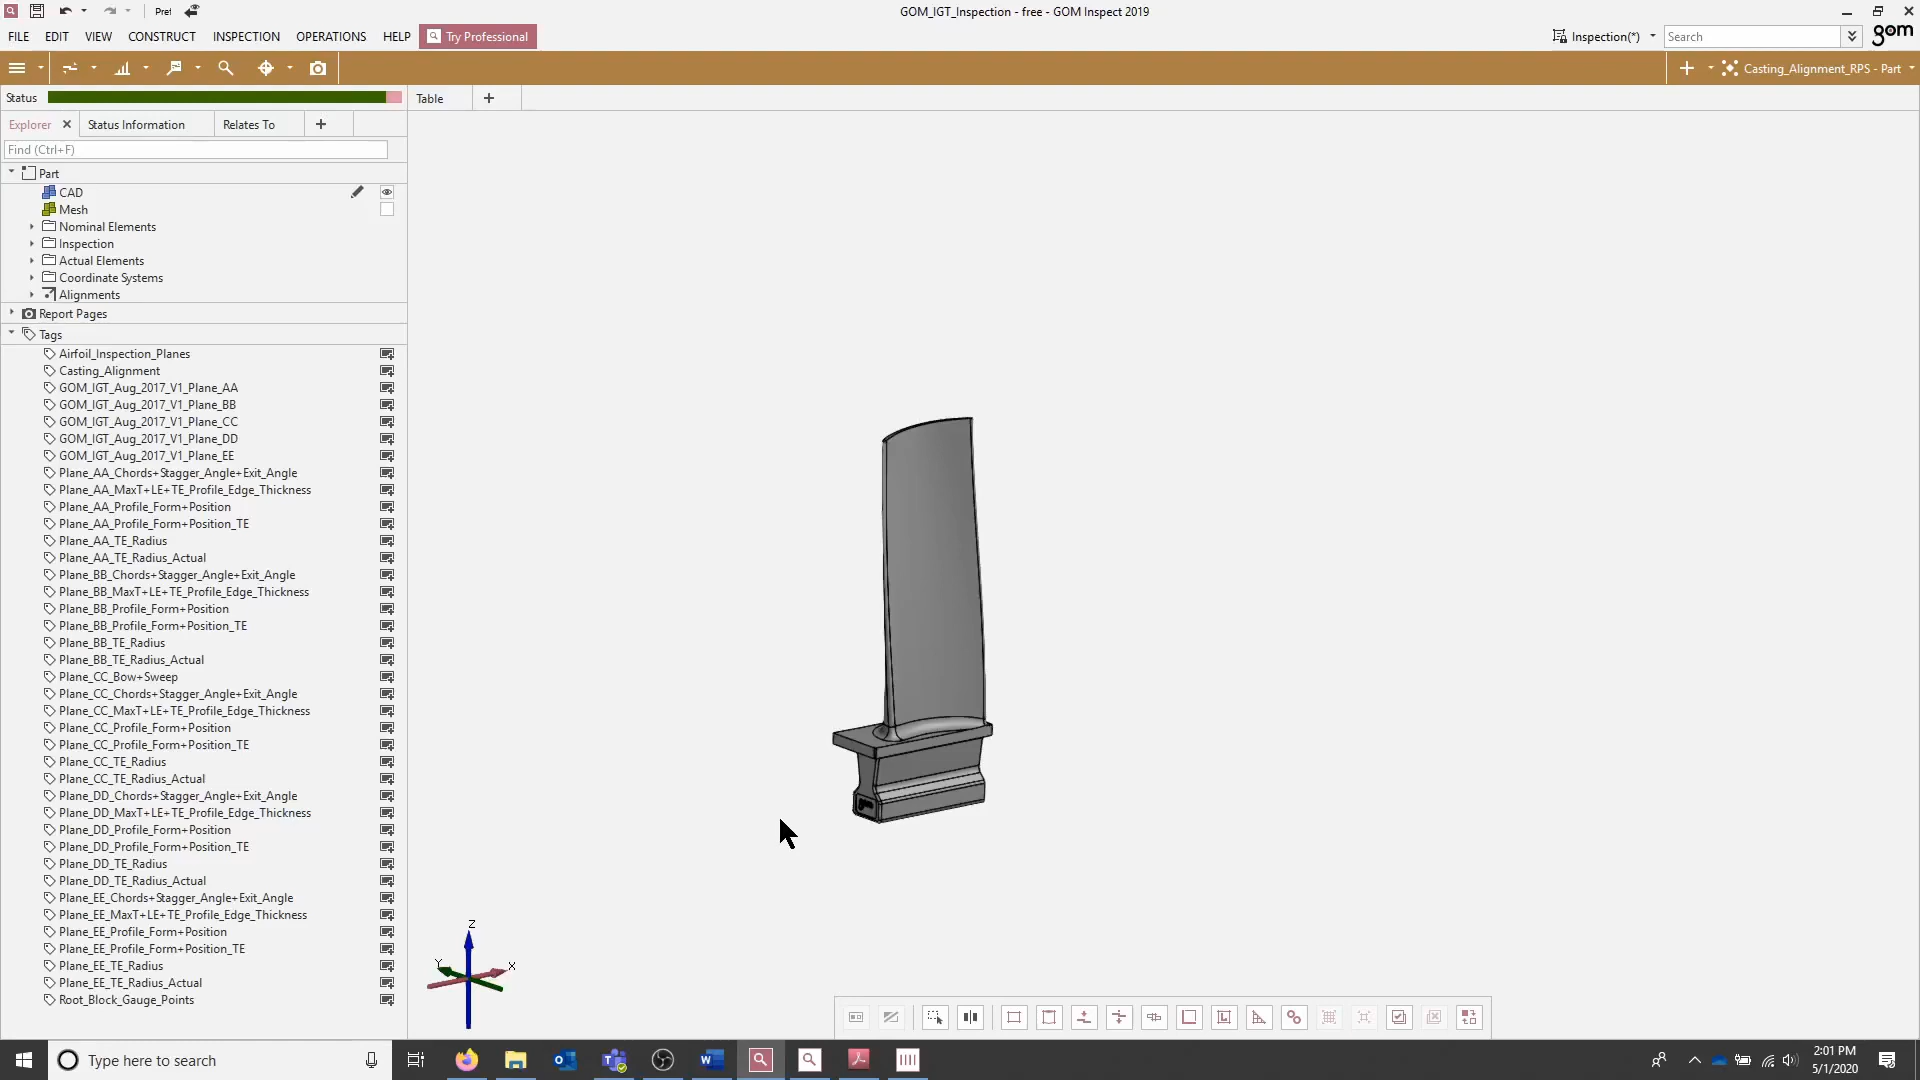 Pref
GOM_IGT_Inspection - free - GOM Inspect 2019
FILE EDIT VIEW CONSTRUCT INSPECTION OPERATIONS HELP Try Professional
Inspection(*) Search gom
Casting_Alignment_RPS - Part
Status Table +
Explorer Status Information Relates To +
Find (Ctrl+F)
Part
CAD
Mesh
Nominal Elements
Inspection
Actual Elements
Coordinate Systems
Alignments
Report Pages
Tags
Airfoil_Inspection_Planes
Casting_Alignment
GOM_IGT_Aug_2017_V1_Plane_AA
GOM_IGT_Aug_2017_V1_Plane_BB
GOM_IGT_Aug_2017_V1_Plane_CC
GOM_IGT_Aug_2017_V1_Plane_DD
GOM_IGT_Aug_2017_V1_Plane_EE
Plane_AA_Chords+Stagger_Angle+Exit_Angle
Plane_AA_MaxT+LE+TE_Profile_Edge_Thickness
Plane_AA_Profile_Form+Position
Plane_AA_Profile_Form+Position_TE
Plane_AA_TE_Radius
Plane_AA_TE_Radius_Actual
Plane_BB_Chords+Stagger_Angle+Exit_Angle
Plane_BB_MaxT+LE+TE_Profile_Edge_Thickness
Plane_BB_Profile_Form+Position
Plane_BB_Profile_Form+Position_TE
Plane_BB_TE_Radius
Plane_BB_TE_Radius_Actual
Plane_CC_Bow+Sweep
Plane_CC_Chords+Stagger_Angle+Exit_Angle
Plane_CC_MaxT+LE+TE_Profile_Edge_Thickness
Plane_CC_Profile_Form+Position
Plane_CC_Profile_Form+Position_TE
Plane_CC_TE_Radius
Plane_CC_TE_Radius_Actual
Plane_DD_Chords+Stagger_Angle+Exit_Angle
Plane_DD_MaxT+LE+TE_Profile_Edge_Thickness
Plane_DD_Profile_Form+Position
Plane_DD_Profile_Form+Position_TE
Plane_DD_TE_Radius
Plane_DD_TE_Radius_Actual
Plane_EE_Chords+Stagger_Angle+Exit_Angle
Plane_EE_MaxT+LE+TE_Profile_Edge_Thickness
Plane_EE_Profile_Form+Position
Plane_EE_Profile_Form+Position_TE
Plane_EE_TE_Radius
Plane_EE_TE_Radius_Actual
Root_Block_Gauge_Points
Z
Y X
Type here to search
2:01 PM
5/1/2020